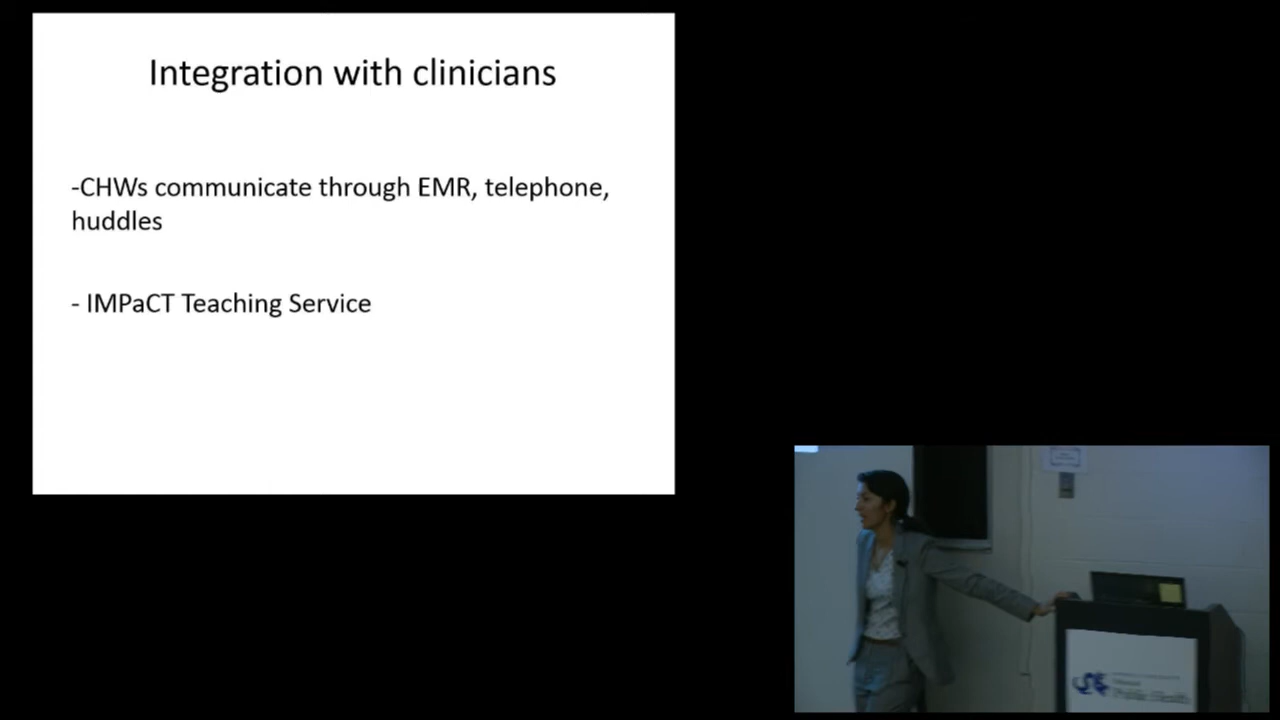 Integration with clinicians
-CHWs communicate through EMR, telephone,
huddles
- IMPaCT Teaching Service